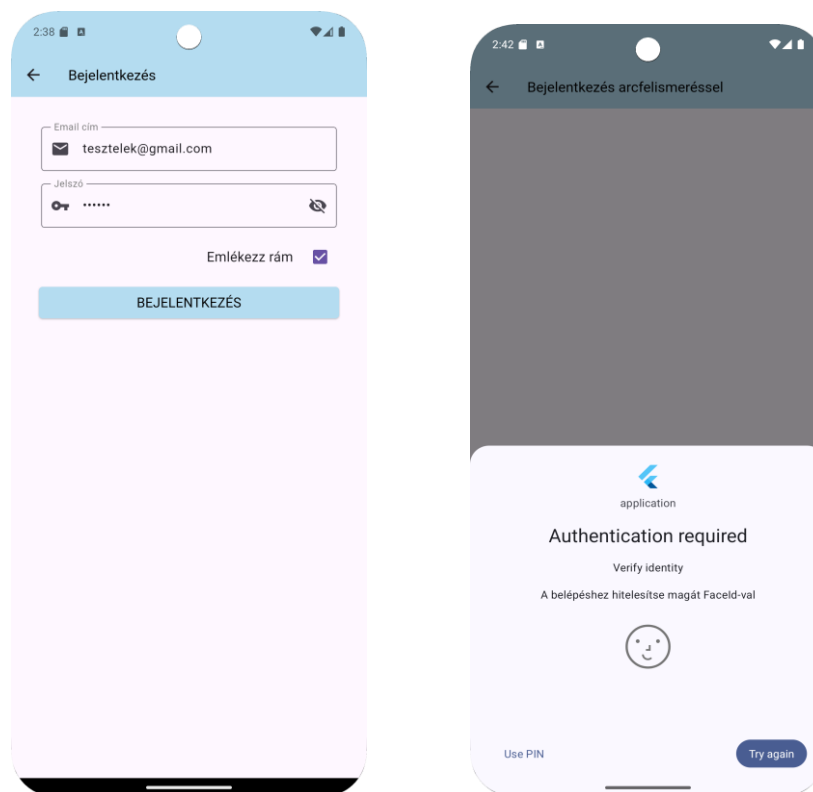 2:38
Bejelentkezés
Email cím
tesztelek@gmail.com
Jelszó
••••••
Emlékezz rám
BEJELENTKEZÉS
2:42
Bejelentkezés arcfelismeréssel
application
Authentication required
Verify identity
A belépéshez hitelesítse magát FaceId-val
Use PIN
Try again